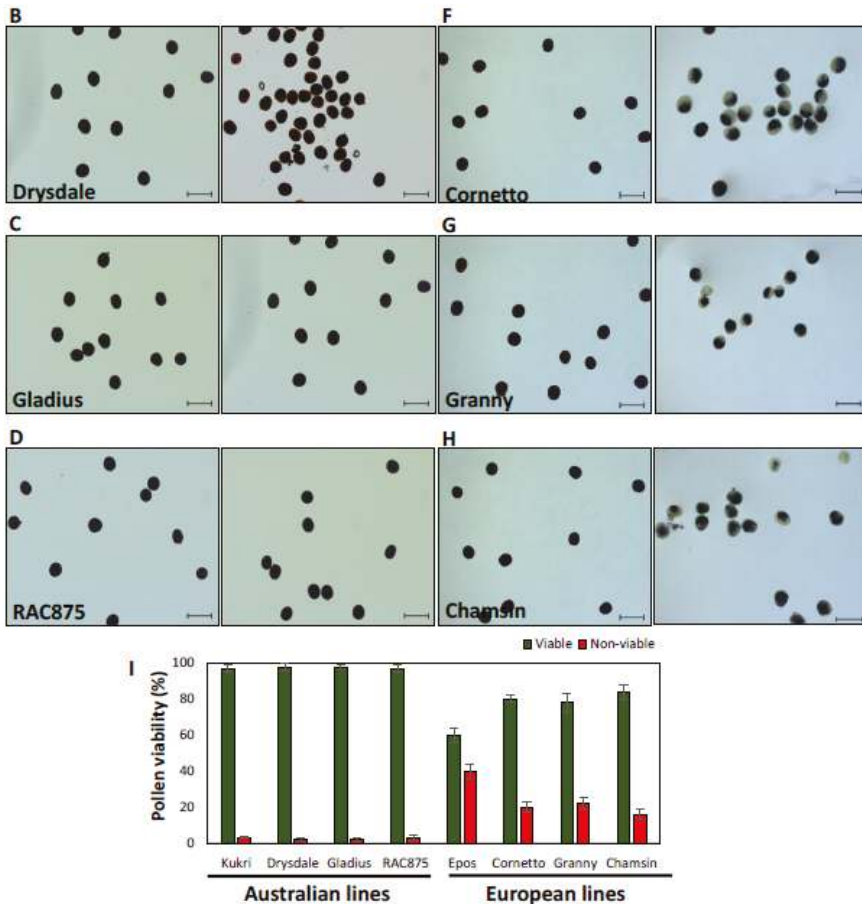 B
F
Drysdale
Cornetto
C
G
Gladius
Granny
D
H
RAC875
Chamsin
Viable Non-viable
I
Pollen viability (%)
100
80
60
40
20
0
Kukri Drysdale Gladius RAC875 Epos Cornetto Granny Chamsin
Australian lines European lines